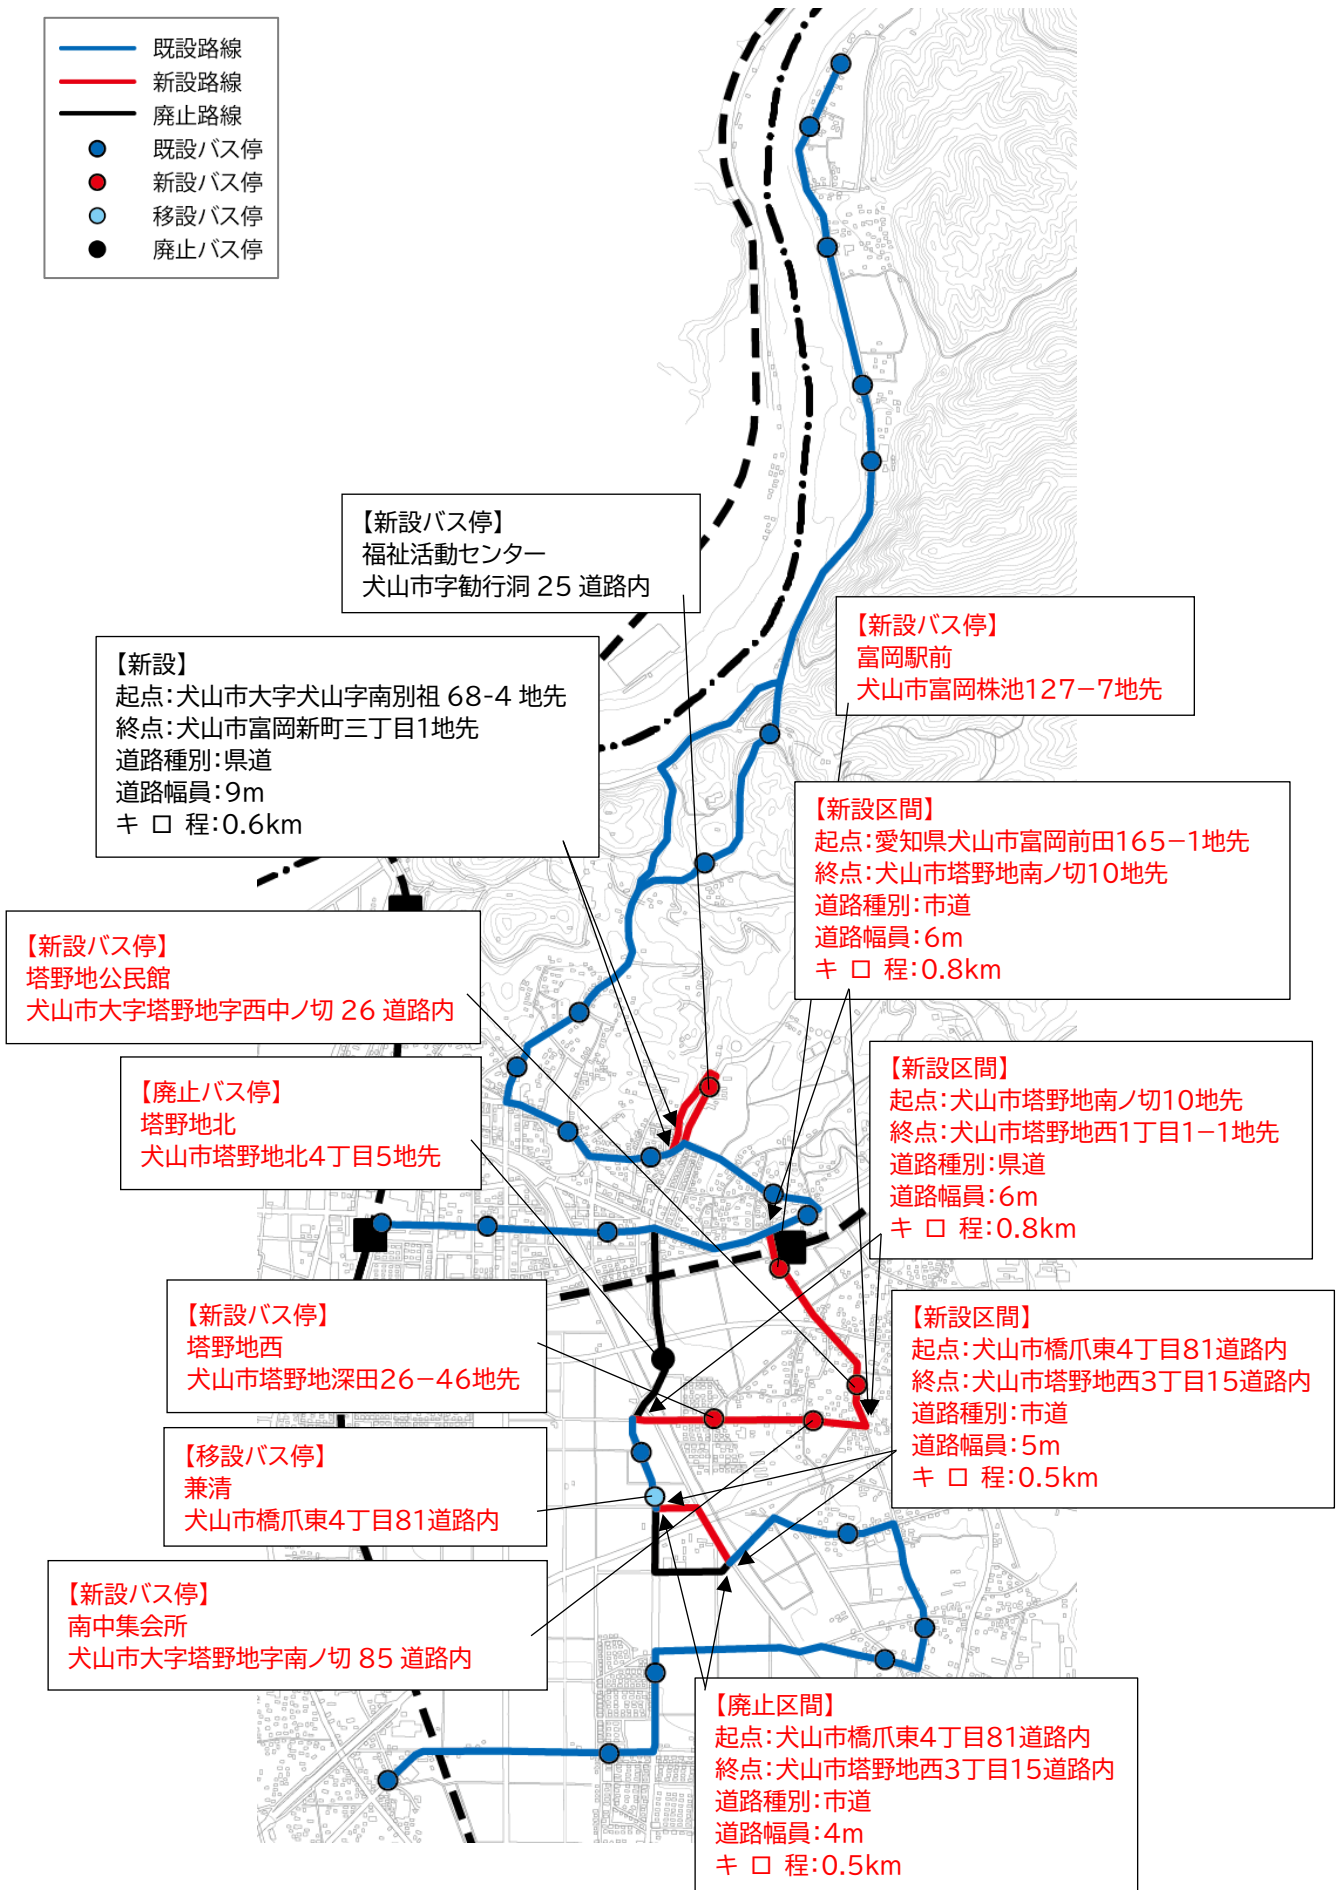 既設路線
新設路線
廃止路線
既設バス停
新設バス停
移設バス停
廃止バス停
【新設バス停】
福祉活動センター
犬山市字勧行洞 25 道路内
【新設バス停】
富岡駅前
犬山市富岡株池127−7地先
【新設】
起点:犬山市大字犬山字南別祖 68-4 地先
終点:犬山市富岡新町三丁目1地先
道路種別:県道
道路幅員:9m
キ ロ 程:0.6km
【新設区間】
起点:愛知県犬山市富岡前田165−1地先
終点:犬山市塔野地南ノ切10地先
道路種別:市道
道路幅員:6m
キ ロ 程:0.8km
【新設バス停】
塔野地公民館
犬山市大字塔野地字西中ノ切 26 道路内
【廃止バス停】
塔野地北
犬山市塔野地北4丁目5地先
【新設区間】
起点:犬山市塔野地南ノ切10地先
終点:犬山市塔野地西1丁目1−1地先
道路種別:県道
道路幅員:6m
キ ロ 程:0.8km
【新設バス停】
塔野地西
犬山市塔野地深田26−46地先
【新設区間】
起点:犬山市橋爪東4丁目81道路内
終点:犬山市塔野地西3丁目15道路内
道路種別:市道
道路幅員:5m
キ ロ 程:0.5km
【移設バス停】
兼清
犬山市橋爪東4丁目81道路内
【新設バス停】
南中集会所
犬山市大字塔野地字南ノ切 85 道路内
【廃止区間】
起点:犬山市橋爪東4丁目81道路内
終点:犬山市塔野地西3丁目15道路内
道路種別:市道
道路幅員:4m
キ ロ 程:0.5km